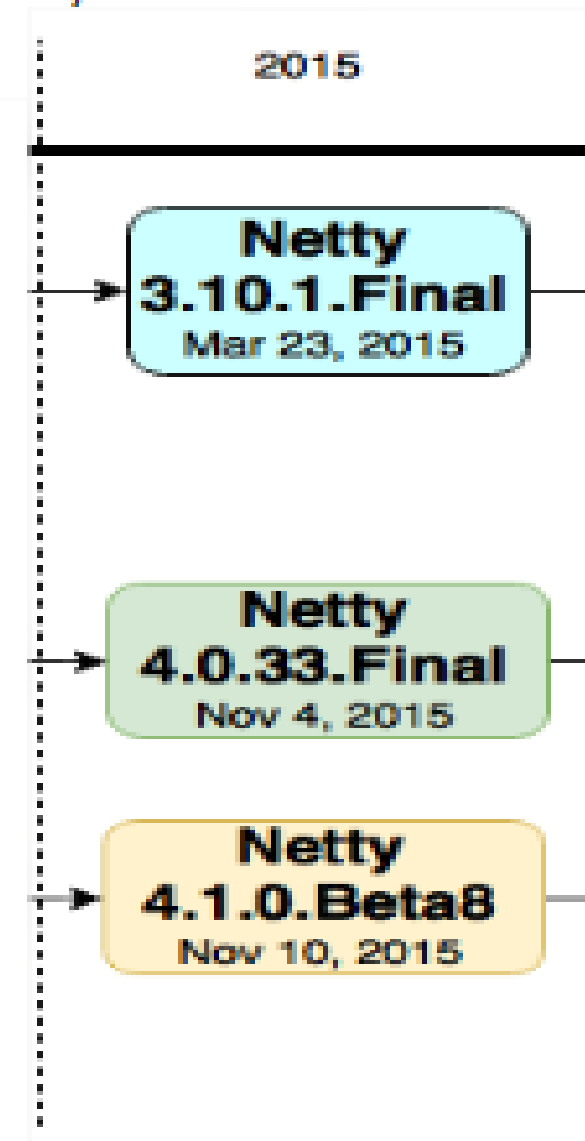 2015
Netty
3.10.1.Final
Mar 23, 2015
Netty
4.0.33.Final
Nov 4, 2015
Netty
4.1.0.Beta8
Nov 10, 2015